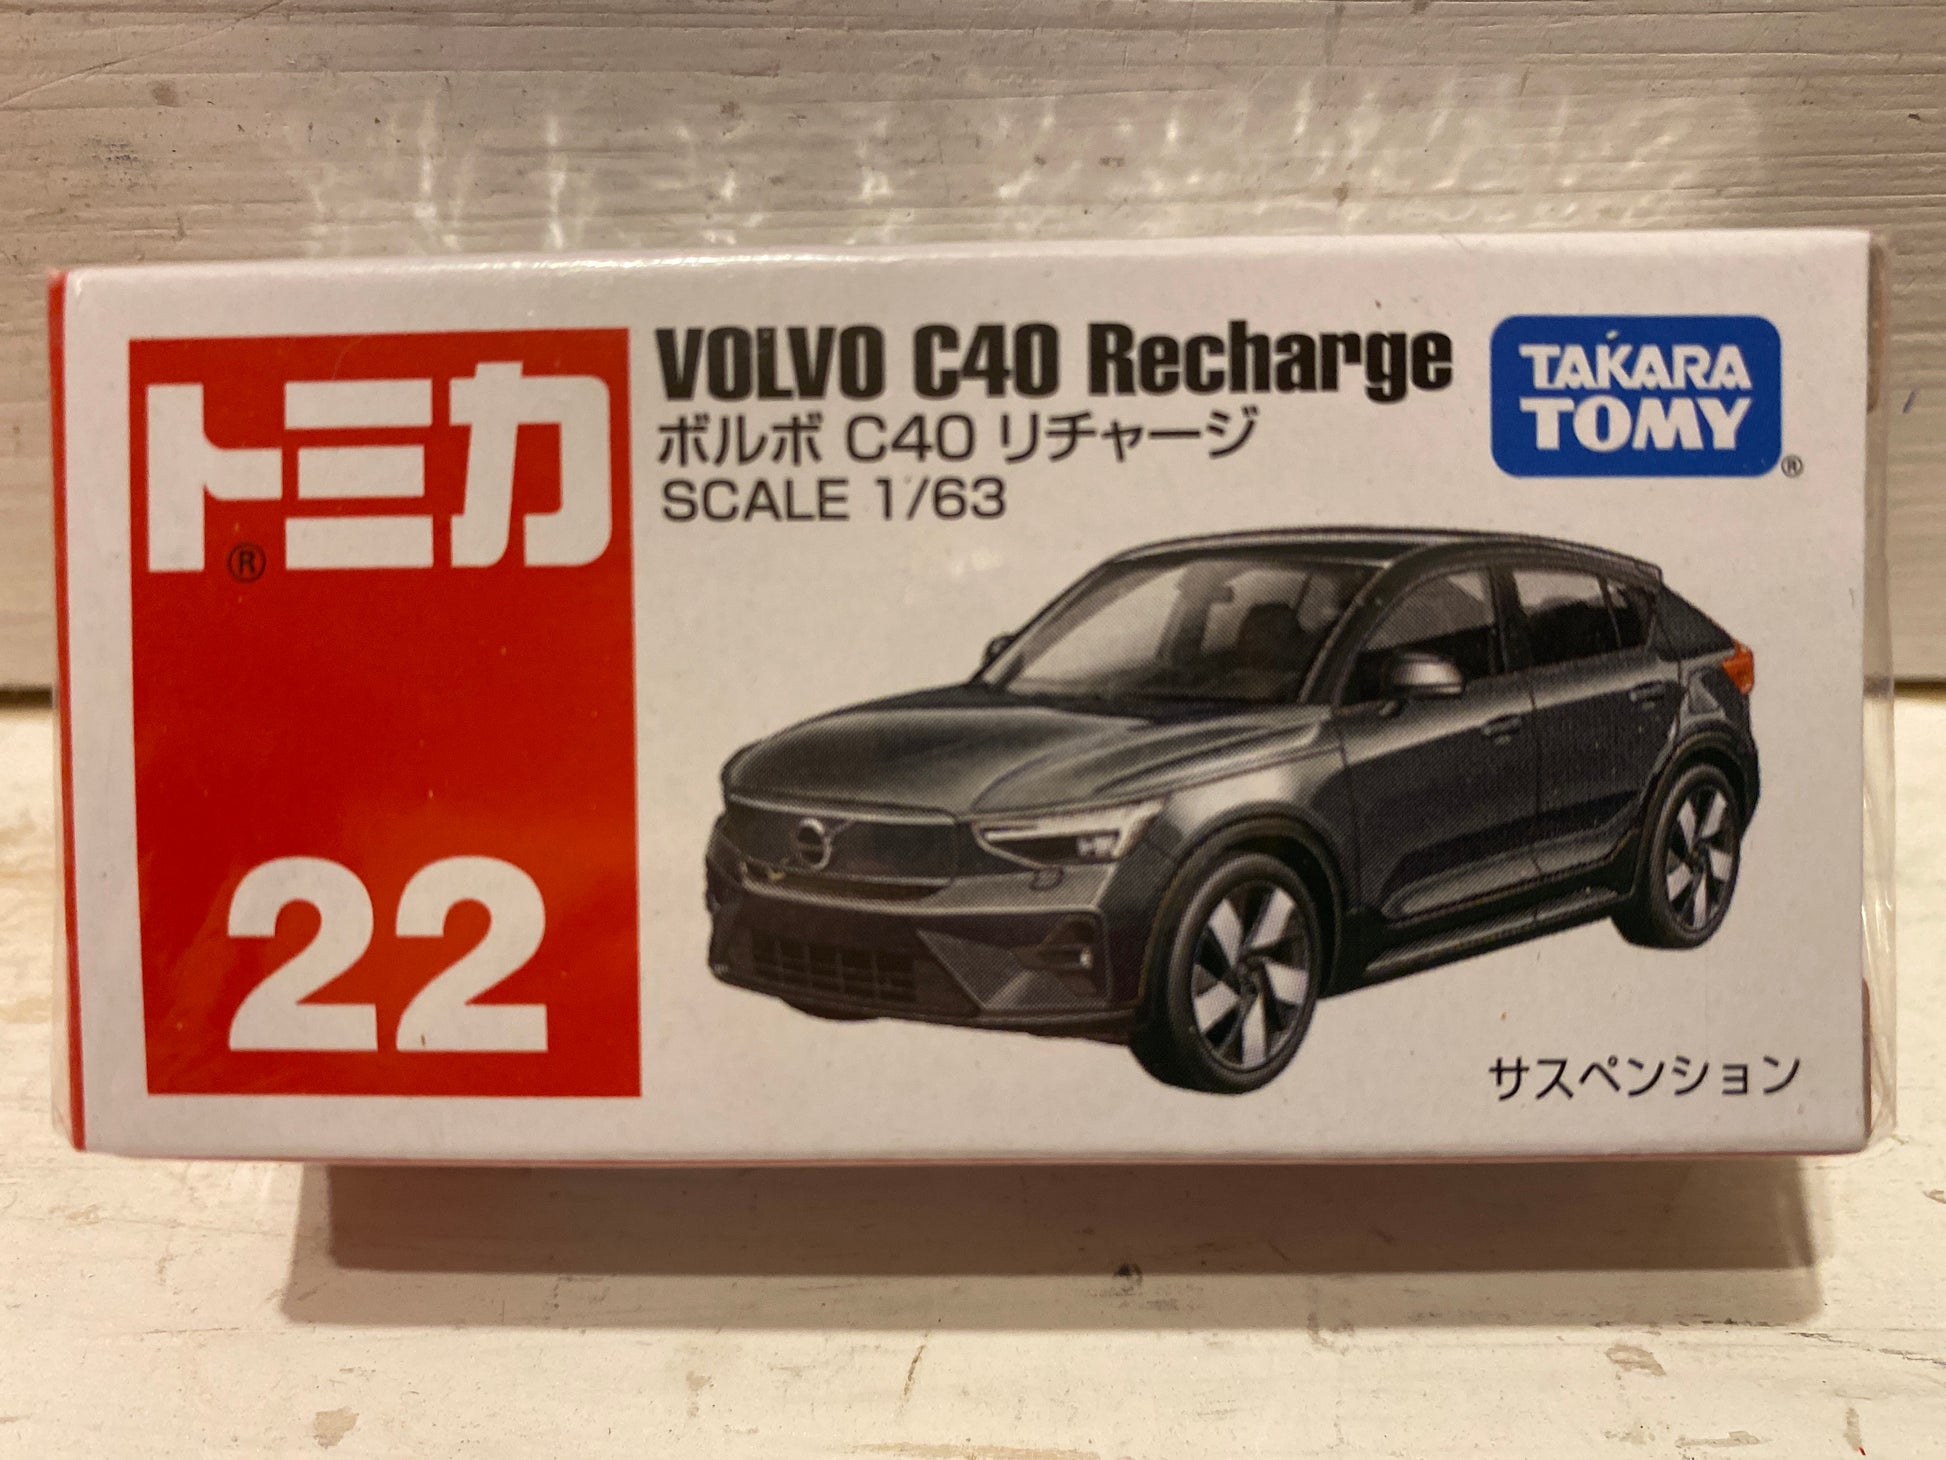 トミカ
®
22
VOLVO C40 Recharge
ボルボ C40 リチャージ
SCALE 1/63
TAKARA
TOMY
®
サスペンション